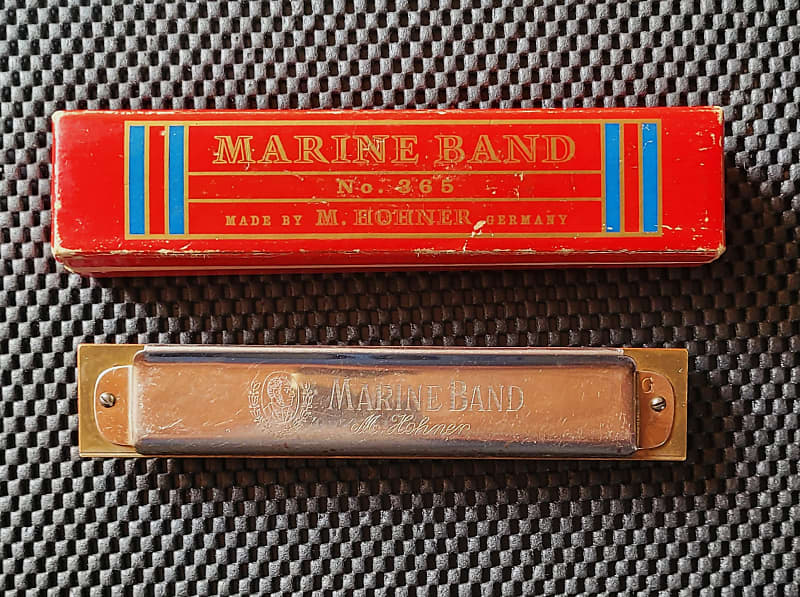 MARINE BAND
No. 365
MADE BY M. HOHNER GERMANY
MARINE BAND
M. Hohner